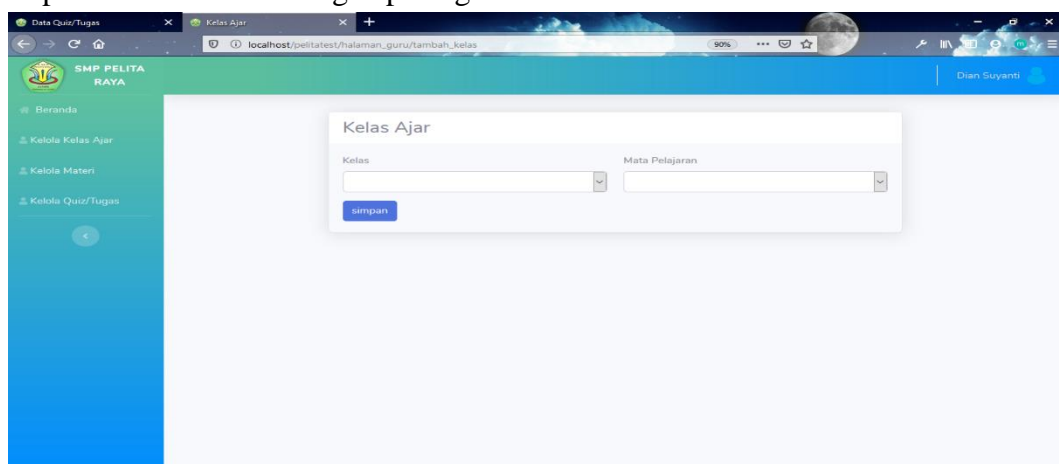 Data Quiz/Tugas
Kelas Ajar
localhost/pelitatest/halaman_guru/tambah_kelas
90%
SMP PELITA
RAYA
Dian Suyanti
Beranda
Kelola Kelas Ajar
Kelola Materi
Kelola Quiz/Tugas
Kelas Ajar
Kelas
Mata Pelajaran
simpan